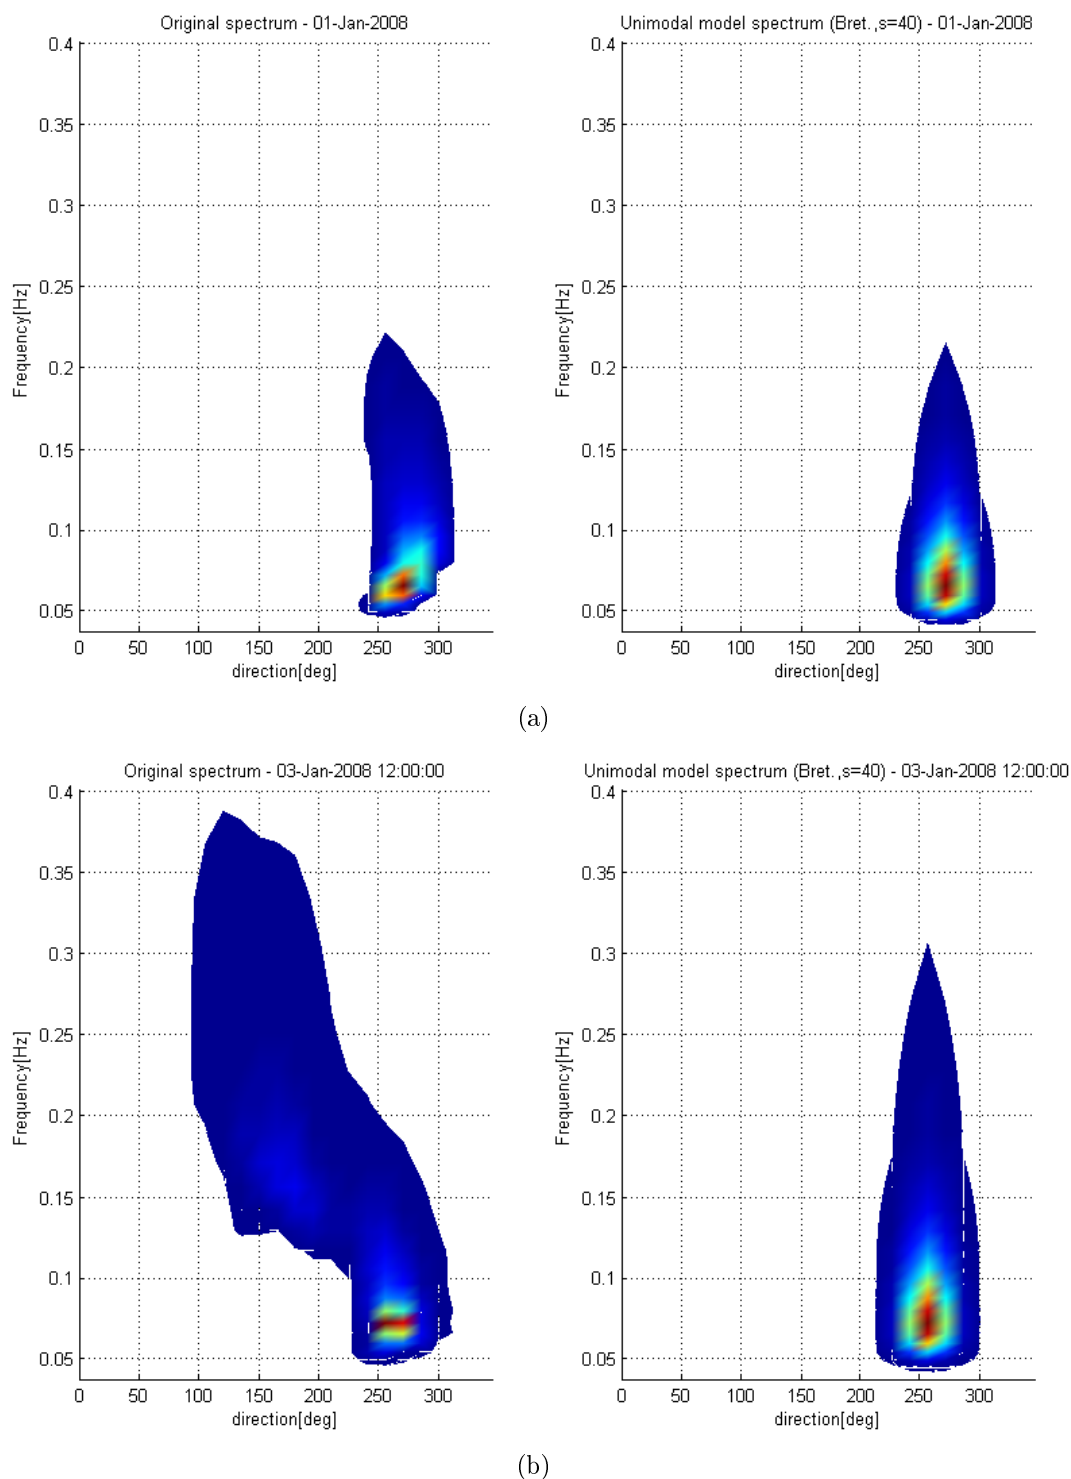 Original spectrum - 01-Jan-2008
Unimodal model spectrum (Bret. ,s=40) - 01-Jan-2008
0.4
0.35
0.3
0.25
0.2
0.15
0.1
0.05
Frequency[Hz]
0 50 100 150 200 250 300
direction[deg]
0.4
0.35
0.3
0.25
0.2
0.15
0.1
0.05
Frequency[Hz]
0 50 100 150 200 250 300
direction[deg]
(a)
Original spectrum - 03-Jan-2008 12:00:00
Unimodal model spectrum (Bret. ,s=40) - 03-Jan-2008 12:00:00
0.4
0.35
0.3
0.25
0.2
0.15
0.1
0.05
Frequency[Hz]
0 50 100 150 200 250 300
direction[deg]
0.4
0.35
0.3
0.25
0.2
0.15
0.1
0.05
Frequency[Hz]
0 50 100 150 200 250 300
direction[deg]
(b)